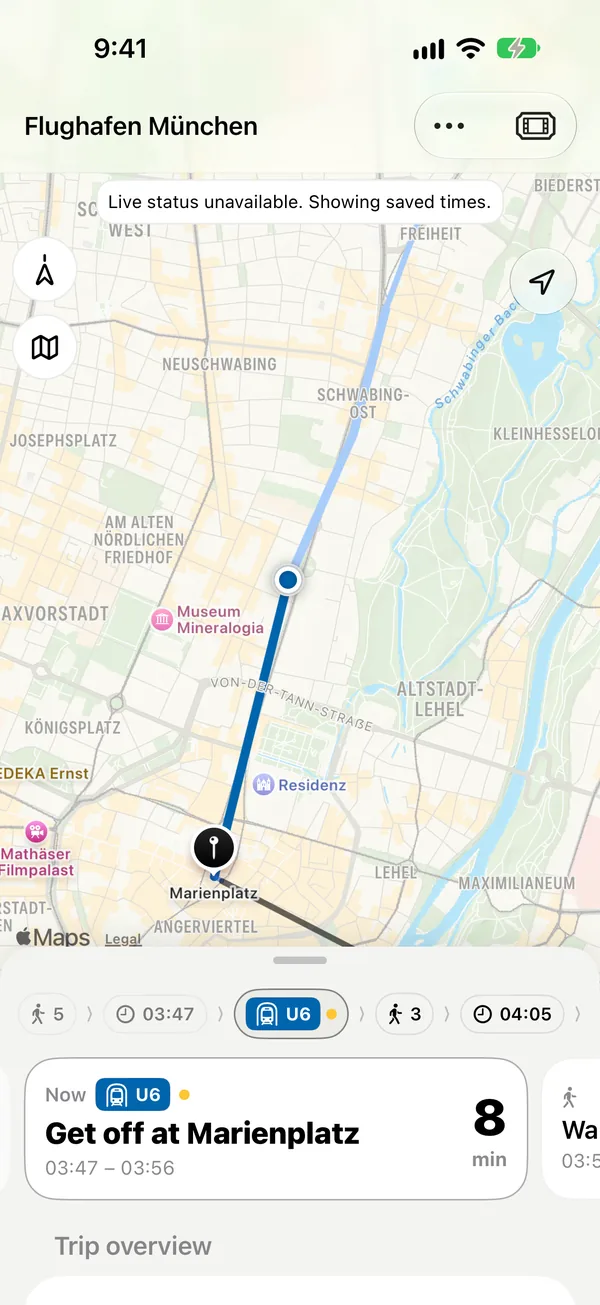 9:41
Flughafen München
Live status unavailable. Showing saved times.
BIEDERST
SC
WEST
FREIHEIT
Schwabinger Bac
NEUSCHWABING
SCHWABING-
OST
JOSEPHSPLATZ
KLEINHESSELO
AM ALTEN
NÖRDLICHEN
FRIEDHOF
AXVORSTADT
Museum
Mineralogia
VON-DER-TANN-STRASSE
ALTSTADT-
LEHEL
KÖNIGSPLATZ
EDEKA Ernst
Residenz
Mathäser
Filmpalast
LEHEL
MAXIMILIANEUM
Marienplatz
RSTADT-
EN
ANGERVIERTEL
Maps Legal
5 03:47 U6 3 04:05
Now U6
Get off at Marienplatz
03:47 – 03:56
8
min
Wa
03:5
Trip overview